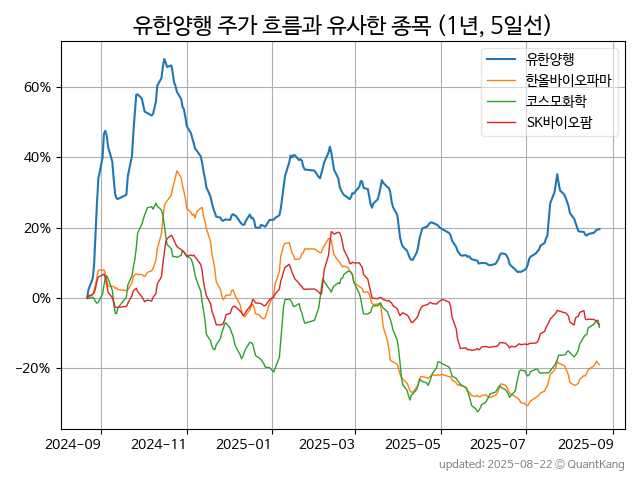 유한양행 주가 흐름과 유사한 종목 (1년, 5일선)
유한양행
한올바이오파마
코스모화학
SK바이오팜
60%
40%
20%
0%
−20%
2024-09
2024-11
2025-01
2025-03
2025-05
2025-07
2025-09
updated: 2025-08-22 © QuantKang